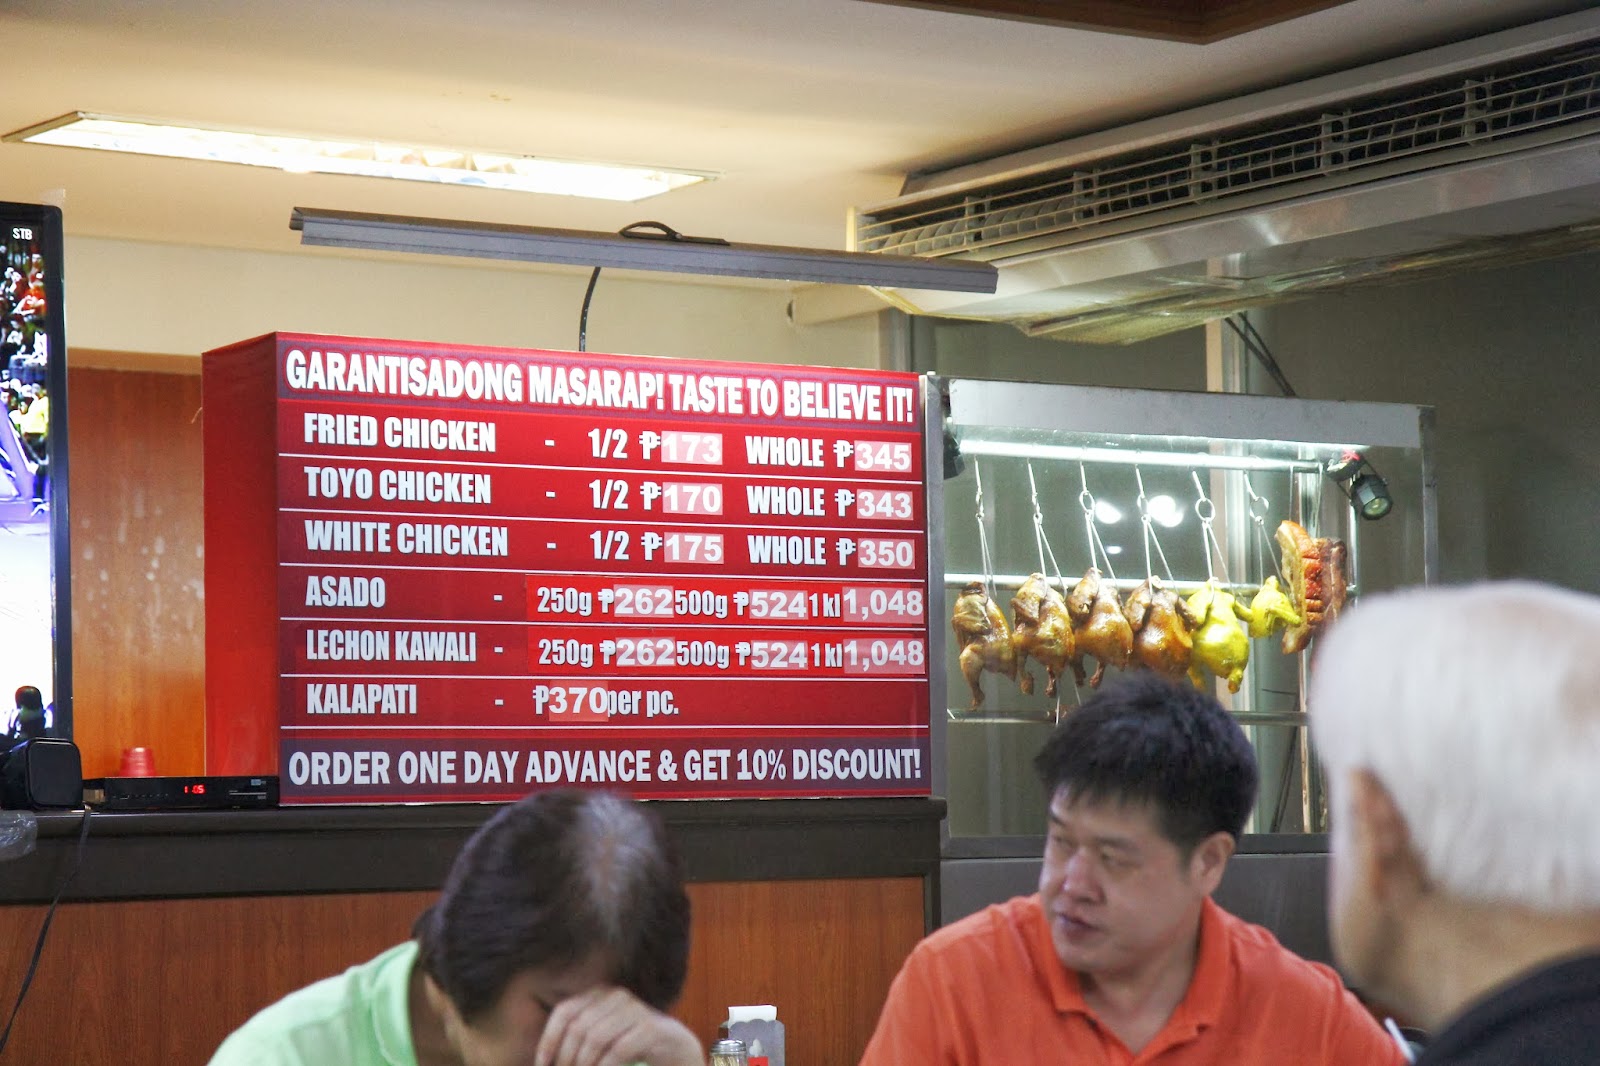 STB
GARANTISADONG MASARAP! TASTE TO BELIEVE IT!
FRIED CHICKEN - 1/2 ₱173 WHOLE ₱345
TOYO CHICKEN - 1/2 ₱170 WHOLE ₱343
WHITE CHICKEN - 1/2 ₱175 WHOLE ₱350
ASADO - 250g ₱262 500g ₱524 1 kl 1,048
LECHON KAWALI - 250g ₱262 500g ₱524 1 kl 1,048
KALAPATI - ₱370 per pc.
ORDER ONE DAY ADVANCE & GET 10% DISCOUNT!
1:05